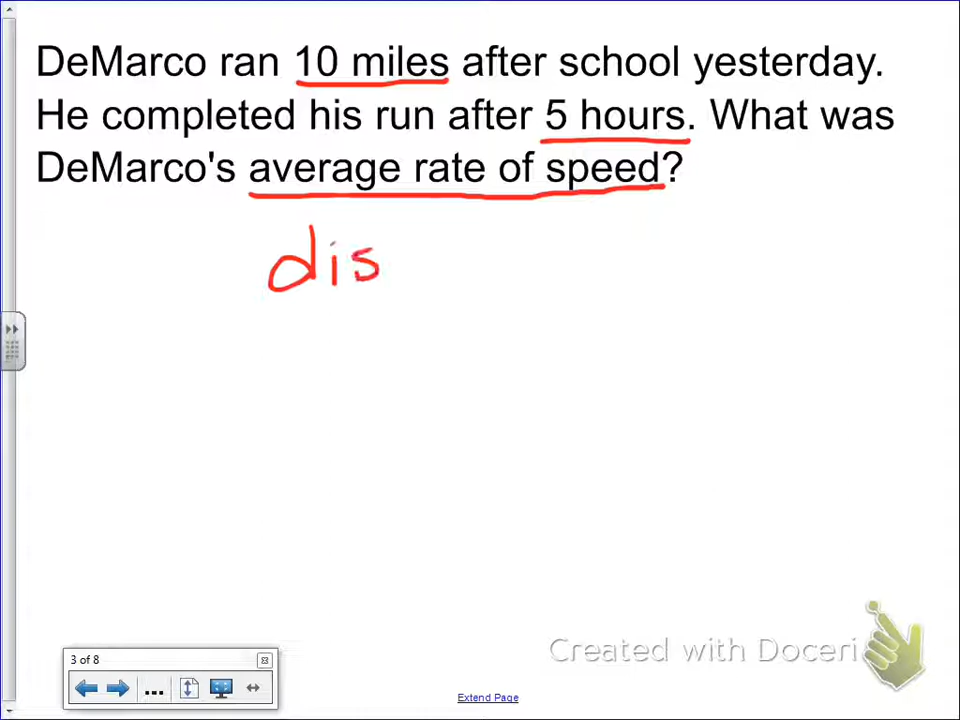 DeMarco ran 10 miles after school yesterday.
He completed his run after 5 hours. What was
DeMarco's average rate of speed?
dis
Created with Doceri
3 of 8
...
Extend Page